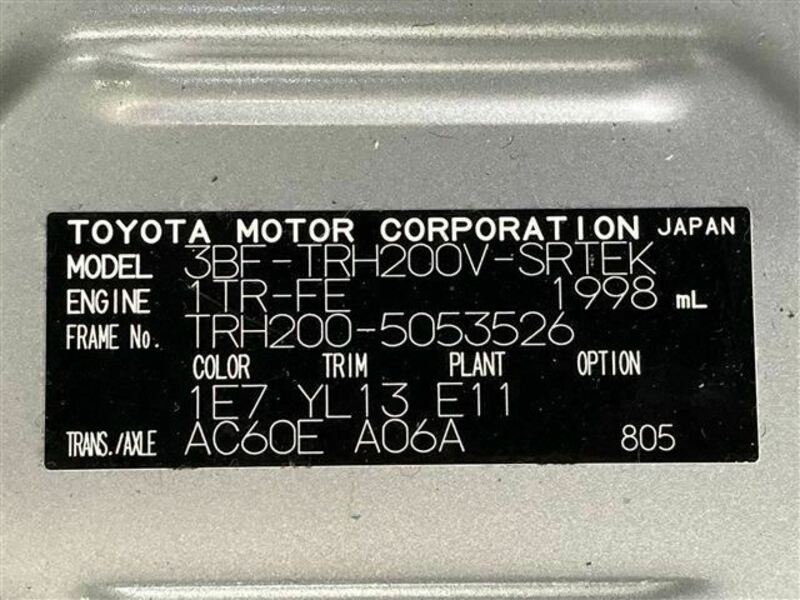 TOYOTA MOTOR CORPORATION JAPAN
MODEL 3BF-TRH200V-SRTEK
ENGINE 1TR-FE 1998 mL
FRAME No. TRH200-5053526
COLOR TRIM PLANT OPTION
1E7 YL13 E11
TRANS./AXLE AC60E A06A 805